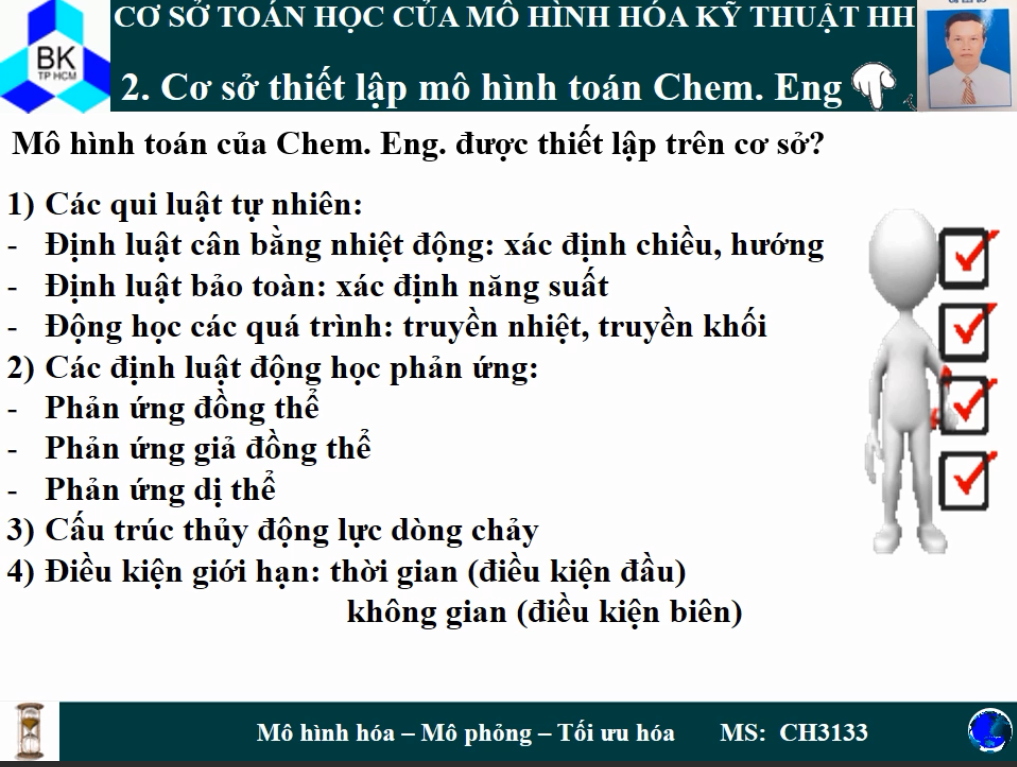 CƠ SỞ TOÁN HỌC CỦA MÔ HÌNH HÓA KỸ THUẬT HH
BK
TP HCM
2. Cơ sở thiết lập mô hình toán Chem. Eng
Mô hình toán của Chem. Eng. được thiết lập trên cơ sở?
1) Các qui luật tự nhiên:
- Định luật cân bằng nhiệt động: xác định chiều, hướng
- Định luật bảo toàn: xác định năng suất
- Động học các quá trình: truyền nhiệt, truyền khối
2) Các định luật động học phản ứng:
- Phản ứng đồng thể
- Phản ứng giả đồng thể
- Phản ứng dị thể
3) Cấu trúc thủy động lực dòng chảy
4) Điều kiện giới hạn: thời gian (điều kiện đầu)
không gian (điều kiện biên)
Mô hình hóa – Mô phỏng – Tối ưu hóa MS: CH3133